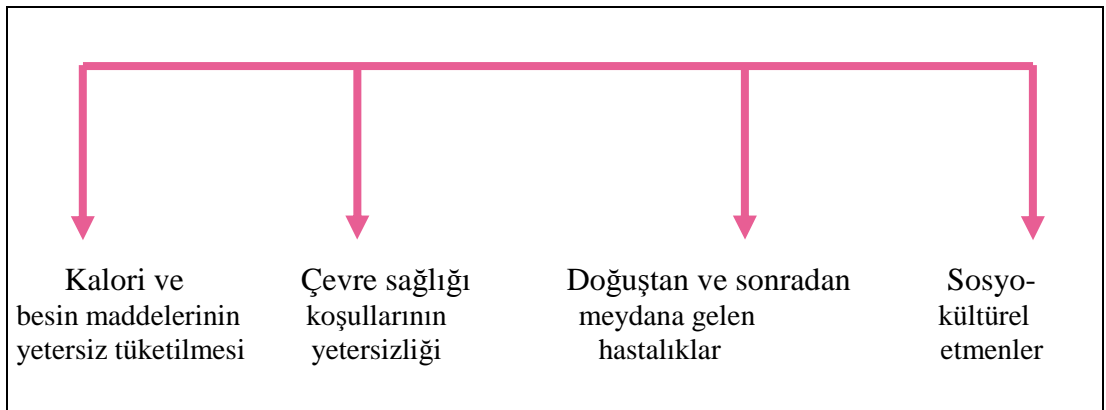 Kalori ve
besin maddelerinin
yetersiz tüketilmesi
Çevre sağlığı
koşullarının
yetersizliği
Doğuştan ve sonradan
meydana gelen
hastalıklar
Sosyo-
kültürel
etmenler